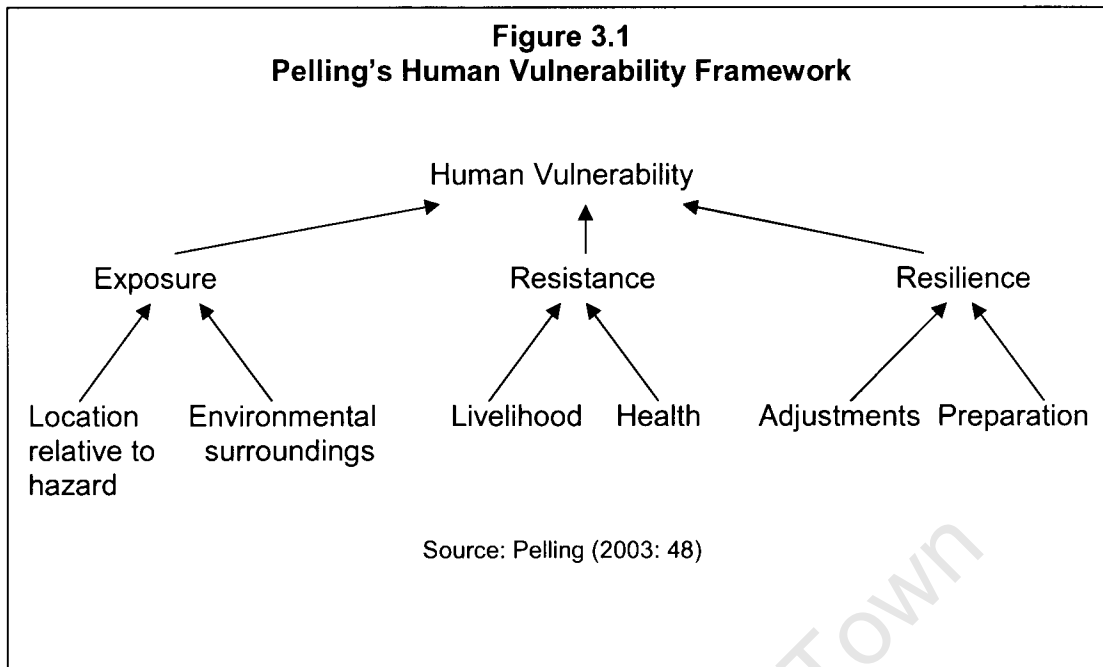 Figure 3.1
Pelling's Human Vulnerability Framework
Human Vulnerability
Exposure Resistance Resilience
Location Environmental Livelihood Health Adjustments Preparation
relative to surroundings
hazard
Source: Pelling (2003: 48)
Town